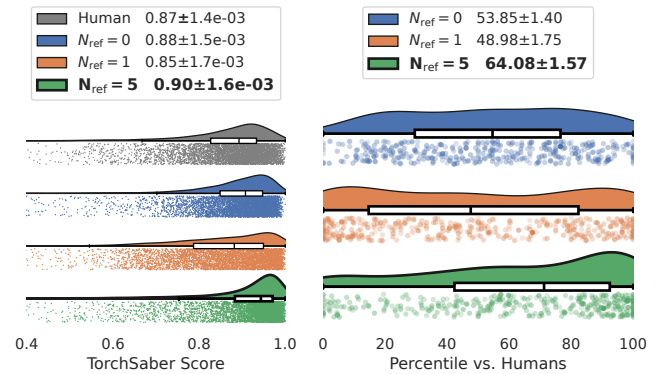 Human 0.87±1.4e-03
N_ref = 0 0.88±1.5e-03
N_ref = 1 0.85±1.7e-03
N_ref = 5 0.90±1.6e-03
0.4 0.6 0.8 1.0
TorchSaber Score
N_ref = 0 53.85±1.40
N_ref = 1 48.98±1.75
N_ref = 5 64.08±1.57
0 20 40 60 80 100
Percentile vs. Humans